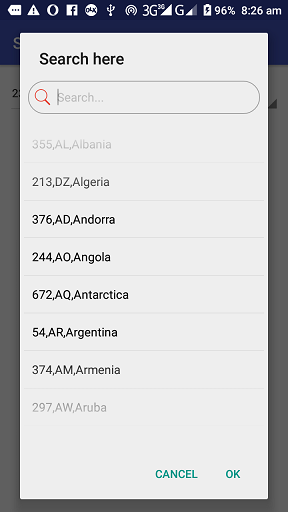 3G 3G G 96% 8:26 am
S
Search here
Search...
355,AL,Albania
213,DZ,Algeria
376,AD,Andorra
244,AO,Angola
672,AQ,Antarctica
54,AR,Argentina
374,AM,Armenia
297,AW,Aruba
CANCEL OK